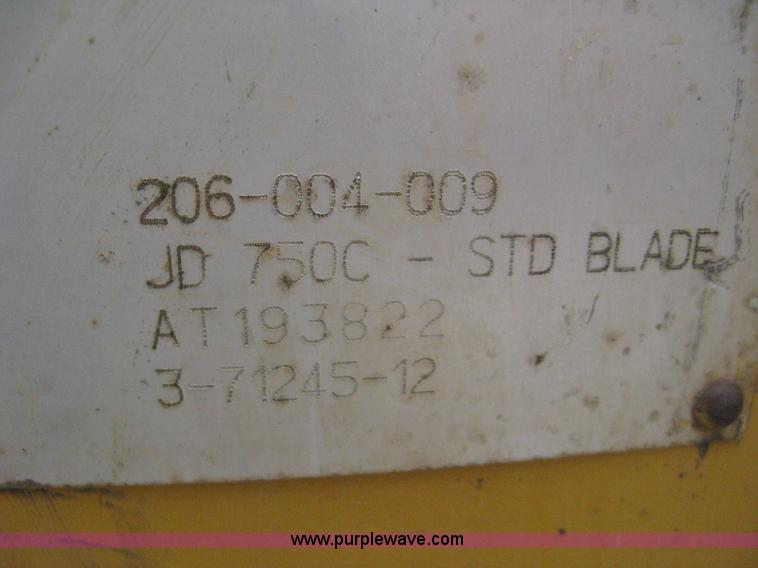 206-004-009
JD 750C - STD BLADE
AT193822
3-71245-12
www.purplewave.com